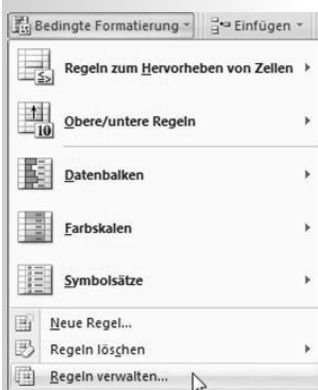 Bedingte Formatierung Einfügen
Regeln zum Hervorheben von Zellen
10
Obere/untere Regeln
Datenbalken
Farbskalen
Symbolsätze
Neue Regel...
Regeln löschen
Regeln verwalten...